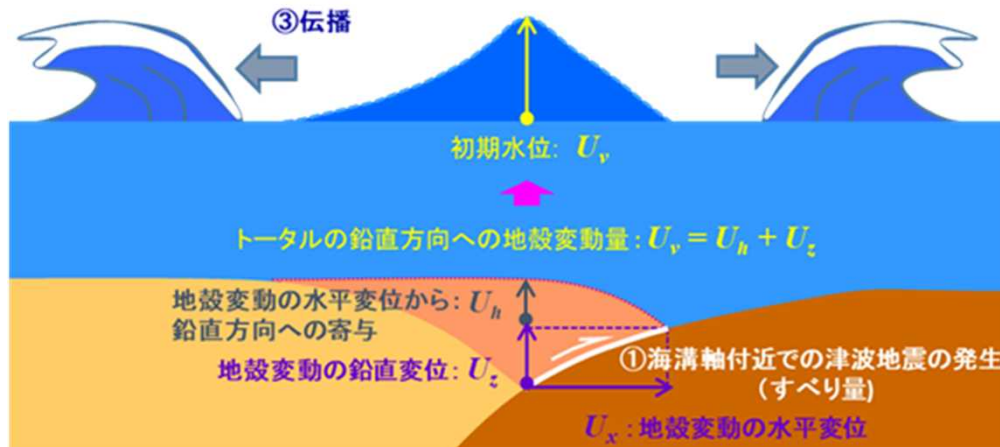 ③伝播
初期水位: Uv
トータルの鉛直方向への地殻変動量:Uv = Uh + Uz
地殻変動の水平変位から: Uh
鉛直方向への寄与
地殻変動の鉛直変位: Uz
①海溝軸付近での津波地震の発生
(すべり量)
Ux :地殻変動の水平変位